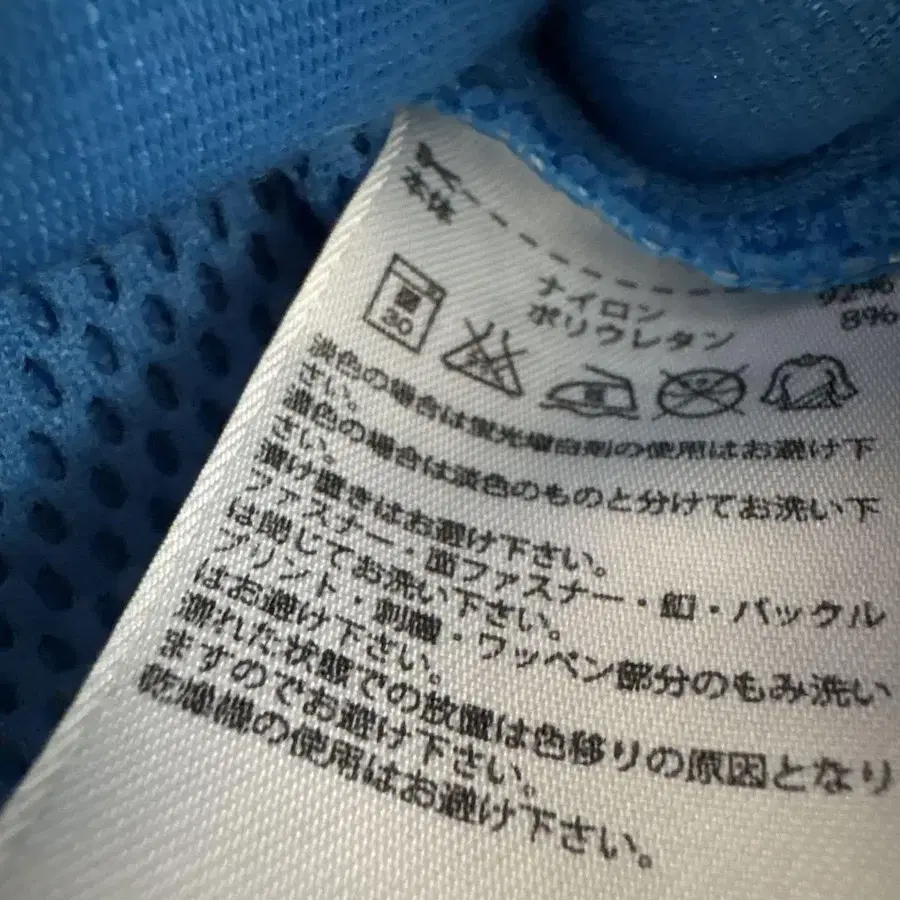 本体
ナイロン 92%
ポリウレタン 8%
弱 30
淡色の場合は蛍光増白剤の使用はお避け下
さい。
濃色の場合は淡色のものと分けてお洗い下
さい。
漬け置きはお避け下さい。
ファスナー・面ファスナー・釦・バックル
は閉じてお洗い下さい。
プリント・刺繍・ワッペン部分のもみ洗い
はお避け下さい。
濡れた状態での放置は色移りの原因となり
ますのでお避け下さい。
乾燥機の使用はお避け下さい。